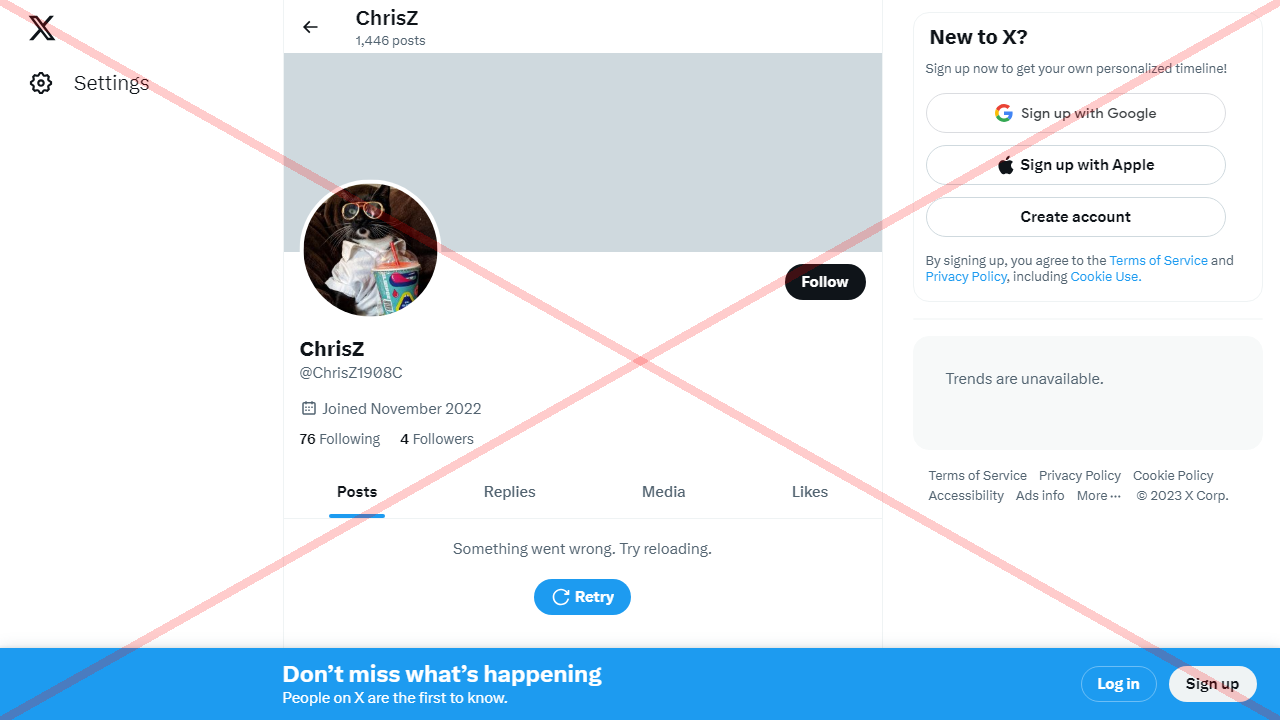 Settings
ChrisZ
1,446 posts
Follow
ChrisZ
@ChrisZ1908C
Joined November 2022
76 Following 4 Followers
Posts Replies Media Likes
Something went wrong. Try reloading.
Retry
New to X?
Sign up now to get your own personalized timeline!
Sign up with Google
Sign up with Apple
Create account
By signing up, you agree to the Terms of Service and
Privacy Policy, including Cookie Use.
Trends are unavailable.
Terms of Service Privacy Policy Cookie Policy
Accessibility Ads info More ··· © 2023 X Corp.
Don’t miss what’s happening
People on X are the first to know.
Log in Sign up